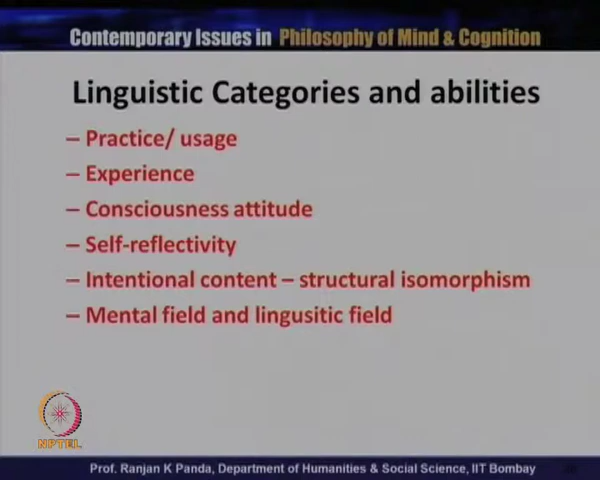 Contemporary Issues in Philosophy of Mind & Cognition
Linguistic Categories and abilities
– Practice/ usage
– Experience
– Consciousness attitude
– Self-reflectivity
– Intentional content – structural isomorphism
– Mental field and lingusitic field
NPTEL
Prof. Ranjan K Panda, Department of Humanities & Social Science, IIT Bombay